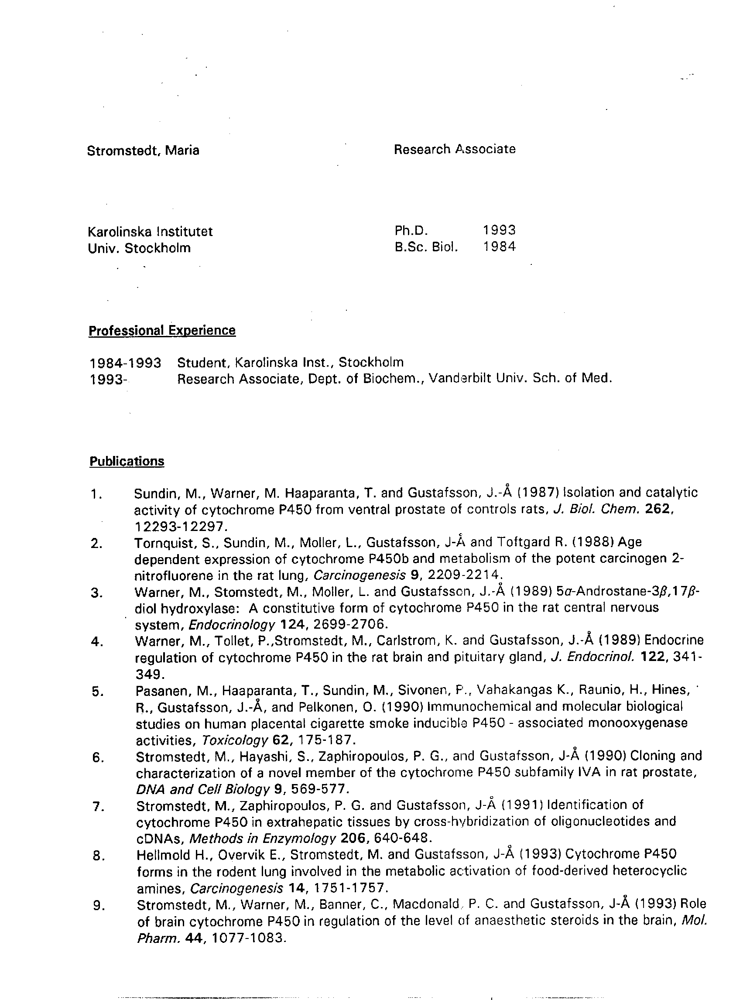 Stromstedt, Maria Research Associate
Karolinska Institutet Ph.D. 1993
Univ. Stockholm B.Sc. Biol. 1984
Professional Experience
1984-1993 Student, Karolinska Inst., Stockholm
1993- Research Associate, Dept. of Biochem., Vanderbilt Univ. Sch. of Med.
Publications
1. Sundin, M., Warner, M. Haaparanta, T. and Gustafsson, J.-Å (1987) Isolation and catalytic
activity of cytochrome P450 from ventral prostate of controls rats, J. Biol. Chem. 262,
12293-12297.
2. Tornquist, S., Sundin, M., Moller, L., Gustafsson, J-Å and Toftgard R. (1988) Age
dependent expression of cytochrome P450b and metabolism of the potent carcinogen 2-
nitrofluorene in the rat lung, Carcinogenesis 9, 2209-2214.
3. Warner, M., Stomstedt, M., Moller, L. and Gustafsson, J.-Å (1989) 5α-Androstane-3β,17β-
diol hydroxylase: A constitutive form of cytochrome P450 in the rat central nervous
system, Endocrinology 124, 2699-2706.
4. Warner, M., Tollet, P.,Stromstedt, M., Carlstrom, K. and Gustafsson, J.-Å (1989) Endocrine
regulation of cytochrome P450 in the rat brain and pituitary gland, J. Endocrinol. 122, 341-
349.
5. Pasanen, M., Haaparanta, T., Sundin, M., Sivonen, P., Vahakangas K., Raunio, H., Hines,
R., Gustafsson, J.-Å, and Pelkonen, O. (1990) Immunochemical and molecular biological
studies on human placental cigarette smoke inducible P450 - associated monooxygenase
activities, Toxicology 62, 175-187.
6. Stromstedt, M., Hayashi, S., Zaphiropoulos, P. G., and Gustafsson, J-Å (1990) Cloning and
characterization of a novel member of the cytochrome P450 subfamily IVA in rat prostate,
DNA and Cell Biology 9, 569-577.
7. Stromstedt, M., Zaphiropoulos, P. G. and Gustafsson, J-Å (1991) Identification of
cytochrome P450 in extrahepatic tissues by cross-hybridization of oligonucleotides and
cDNAs, Methods in Enzymology 206, 640-648.
8. Hellmold H., Overvik E., Stromstedt, M. and Gustafsson, J-Å (1993) Cytochrome P450
forms in the rodent lung involved in the metabolic activation of food-derived heterocyclic
amines, Carcinogenesis 14, 1751-1757.
9. Stromstedt, M., Warner, M., Banner, C., Macdonald, P. C. and Gustafsson, J-Å (1993) Role
of brain cytochrome P450 in regulation of the level of anaesthetic steroids in the brain, Mol.
Pharm. 44, 1077-1083.